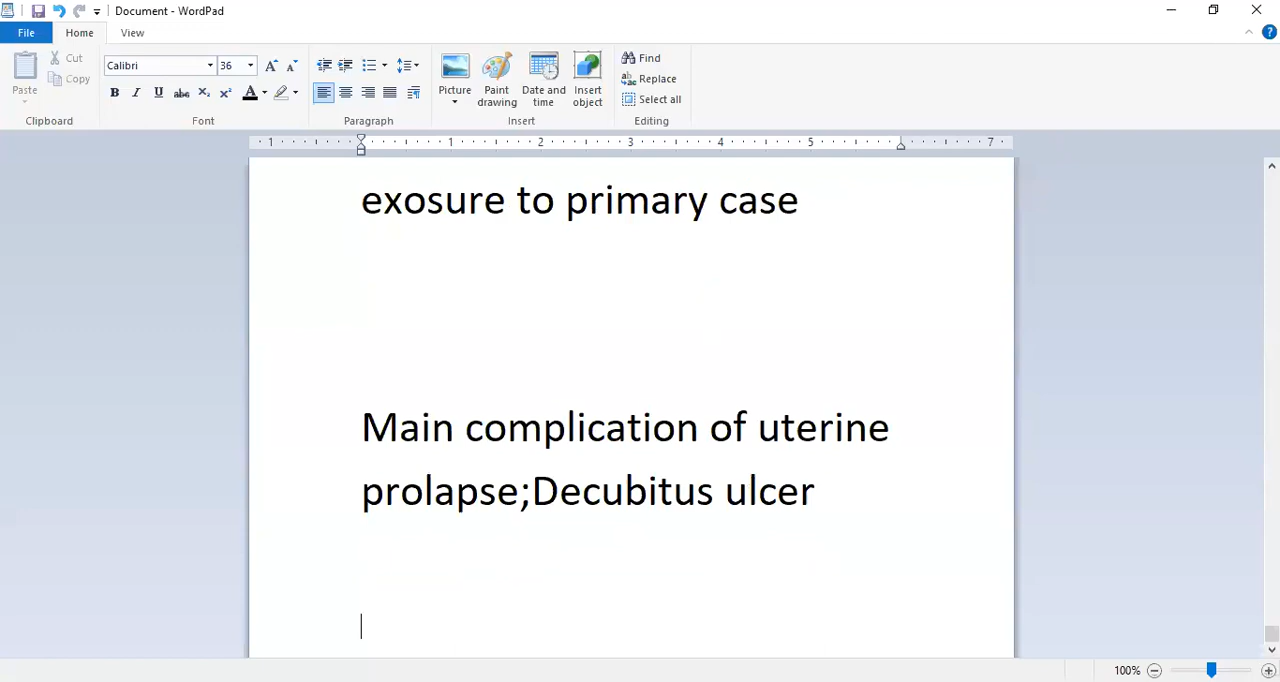 Document - WordPad
File Home View
Paste Cut Copy Clipboard
Calibri 36
Font
Paragraph
Picture Paint drawing Date and time Insert object
Insert
Find
Replace
Select all
Editing
1 1 2 3 4 5 7
exosure to primary case
Main complication of uterine
prolapse;Decubitus ulcer
100%